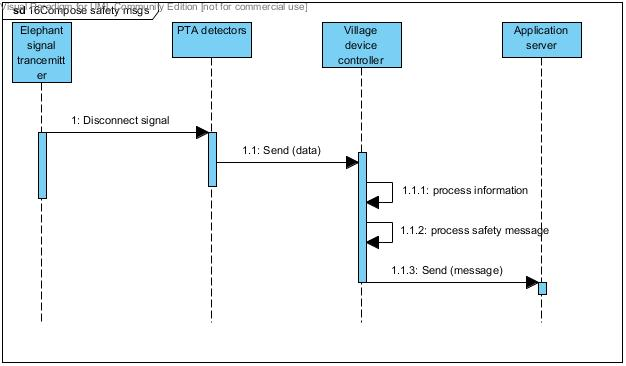 Visual Paradigm for UML Community Edition [not for commercial use]
sd 16Compose safety msgs
Elephant
signal
trancemitt
er
PTA detectors
Village
device
controller
Application
server
1: Disconnect signal
1.1: Send (data)
1.1.1: process information
1.1.2: process safety message
1.1.3: Send (message)